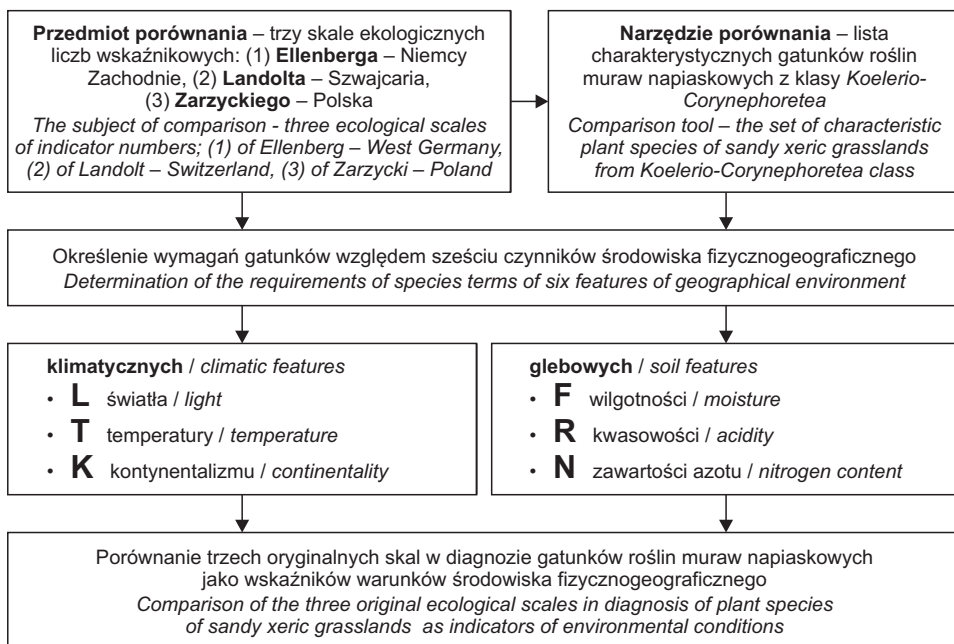 Przedmiot porównania – trzy skale ekologicznych
liczb wskaźnikowych: (1) Ellenberga – Niemcy
Zachodnie, (2) Landolta – Szwajcaria,
(3) Zarzyckiego – Polska
The subject of comparison - three ecological scales
of indicator numbers; (1) of Ellenberg – West Germany,
(2) of Landolt – Switzerland, (3) of Zarzycki – Poland
Narzędzie porównania – lista
charakterystycznych gatunków roślin
muraw napiaskowych z klasy Koelerio-
Corynephoretea
Comparison tool – the set of characteristic
plant species of sandy xeric grasslands
from Koelerio-Corynephoretea class
Określenie wymagań gatunków względem sześciu czynników środowiska fizycznogeograficznego
Determination of the requirements of species terms of six features of geographical environment
klimatycznych / climatic features
• L światła / light
• T temperatury / temperature
• K kontynentalizmu / continentality
glebowych / soil features
• F wilgotności / moisture
• R kwasowości / acidity
• N zawartości azotu / nitrogen content
Porównanie trzech oryginalnych skal w diagnozie gatunków roślin muraw napiaskowych
jako wskaźników warunków środowiska fizycznogeograficznego
Comparison of the three original ecological scales in diagnosis of plant species
of sandy xeric grasslands as indicators of environmental conditions